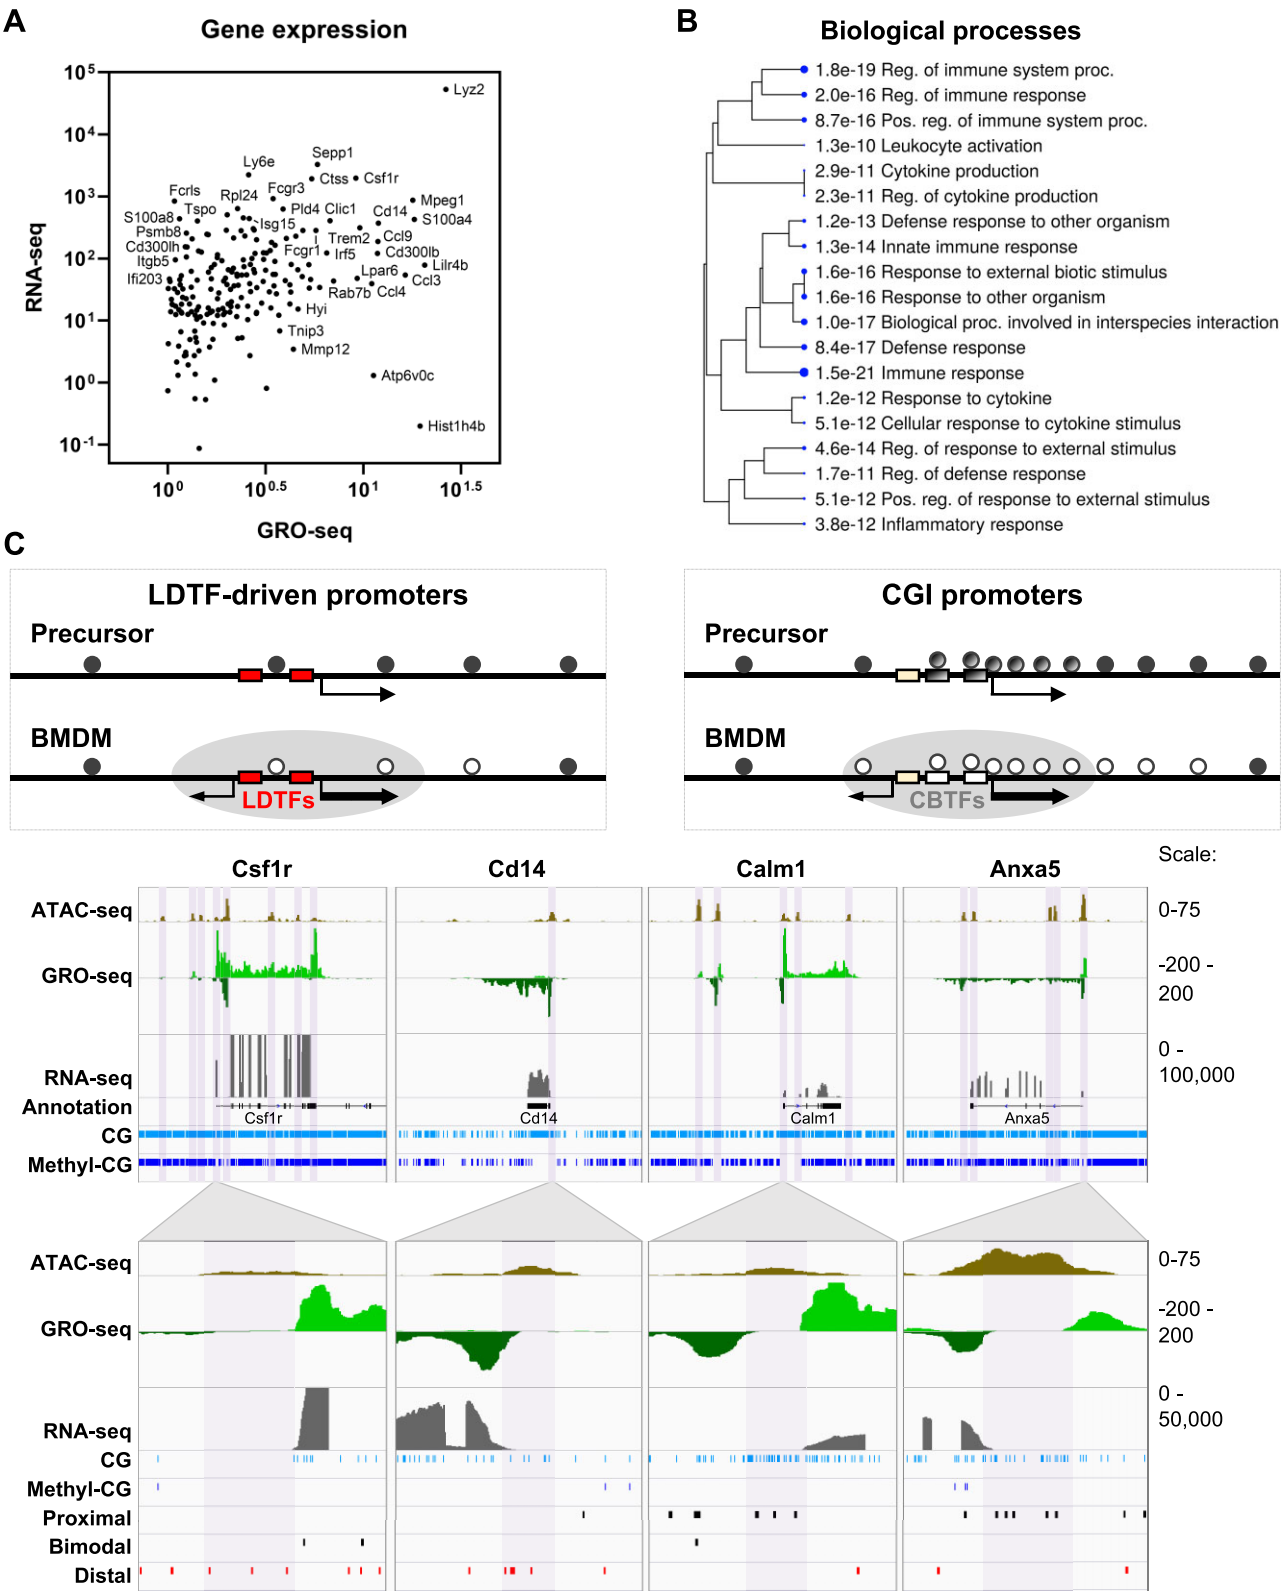 A
Gene expression
RNA-seq
10⁵
10⁴
10³
10²
10¹
10⁰
10⁻¹
Lyz2
Sepp1
Ly6e
Ctss
Csf1r
Fcrls
Rpl24
Fcgr3
Mpeg1
S100a8
Tspo
Pld4
Clic1
Cd14
S100a4
Psmb8
Isg15
Trem2
Ccl9
Cd300lh
Fcgr1
Irf5
Cd300lb
Itgb5
Lpar6
Lilr4b
Ifi203
Rab7b
Ccl4
Ccl3
Hyi
Tnip3
Mmp12
Atp6v0c
Hist1h4b
10⁰
10⁰·⁵
10¹
10¹·⁵
GRO-seq
B
Biological processes
1.8e-19 Reg. of immune system proc.
2.0e-16 Reg. of immune response
8.7e-16 Pos. reg. of immune system proc.
1.3e-10 Leukocyte activation
2.9e-11 Cytokine production
2.3e-11 Reg. of cytokine production
1.2e-13 Defense response to other organism
1.3e-14 Innate immune response
1.6e-16 Response to external biotic stimulus
1.6e-16 Response to other organism
1.0e-17 Biological proc. involved in interspecies interaction
8.4e-17 Defense response
1.5e-21 Immune response
1.2e-12 Response to cytokine
5.1e-12 Cellular response to cytokine stimulus
4.6e-14 Reg. of response to external stimulus
1.7e-11 Reg. of defense response
5.1e-12 Pos. reg. of response to external stimulus
3.8e-12 Inflammatory response
C
LDTF-driven promoters
Precursor
BMDM
LDTFs
CGI promoters
Precursor
BMDM
CBTFs
Csf1r
Cd14
Calm1
Anxa5
Scale:
ATAC-seq
0-75
GRO-seq
-200 -
200
RNA-seq
0 -
100,000
Annotation
Csf1r
Cd14
Calm1
Anxa5
CG
Methyl-CG
ATAC-seq
0-75
GRO-seq
-200 -
200
RNA-seq
0 -
50,000
CG
Methyl-CG
Proximal
Bimodal
Distal